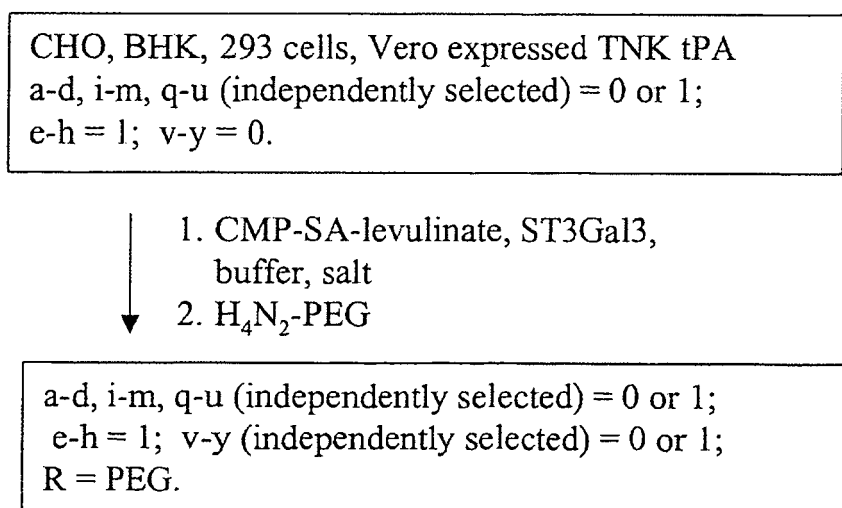 CHO, BHK, 293 cells, Vero expressed TNK tPA
a-d, i-m, q-u (independently selected) = 0 or 1;
e-h = 1; v-y = 0.
1. CMP-SA-levulinate, ST3Gal3,
buffer, salt
2. H₄N₂-PEG
a-d, i-m, q-u (independently selected) = 0 or 1;
e-h = 1; v-y (independently selected) = 0 or 1;
R = PEG.